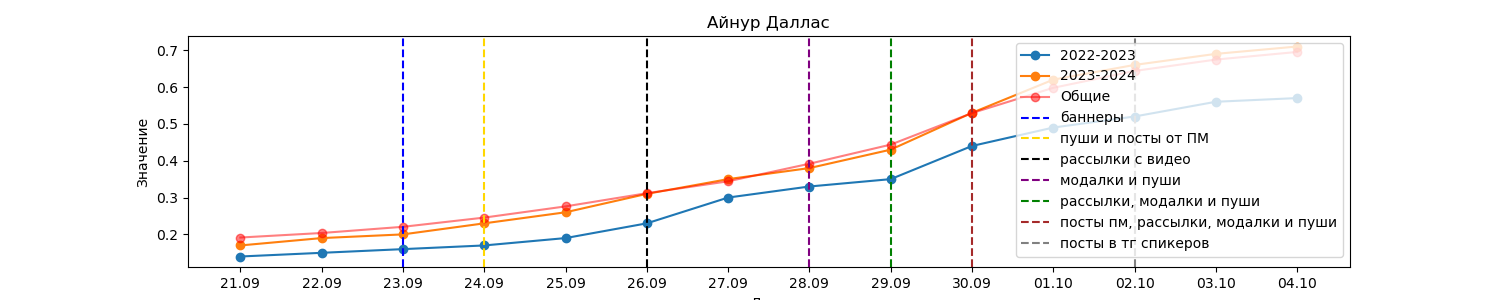 Айнур Даллас
Значение
0.7
0.6
0.5
0.4
0.3
0.2
2022-2023
2023-2024
Общие
баннеры
пуши и посты от ПМ
рассылки с видео
модалки и пуши
рассылки, модалки и пуши
посты пм, рассылки, модалки и пуши
посты в тг спикеров
21.09 22.09 23.09 24.09 25.09 26.09 27.09 28.09 29.09 30.09 01.10 02.10 03.10 04.10